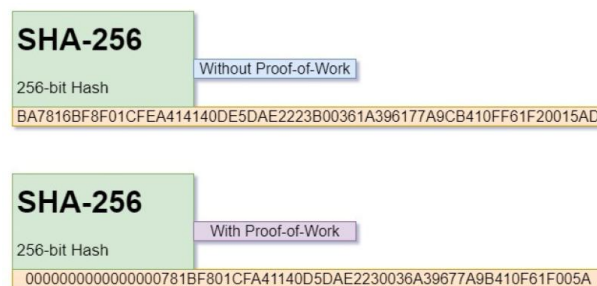 SHA-256
Without Proof-of-Work
256-bit Hash
BA7816BF8F01CFEA414140DE5DAE2223B00361A396177A9CB410FF61F20015AD
SHA-256
With Proof-of-Work
256-bit Hash
0000000000000000781BF801CFA41140D5DAE2230036A39677A9B410F61F005A